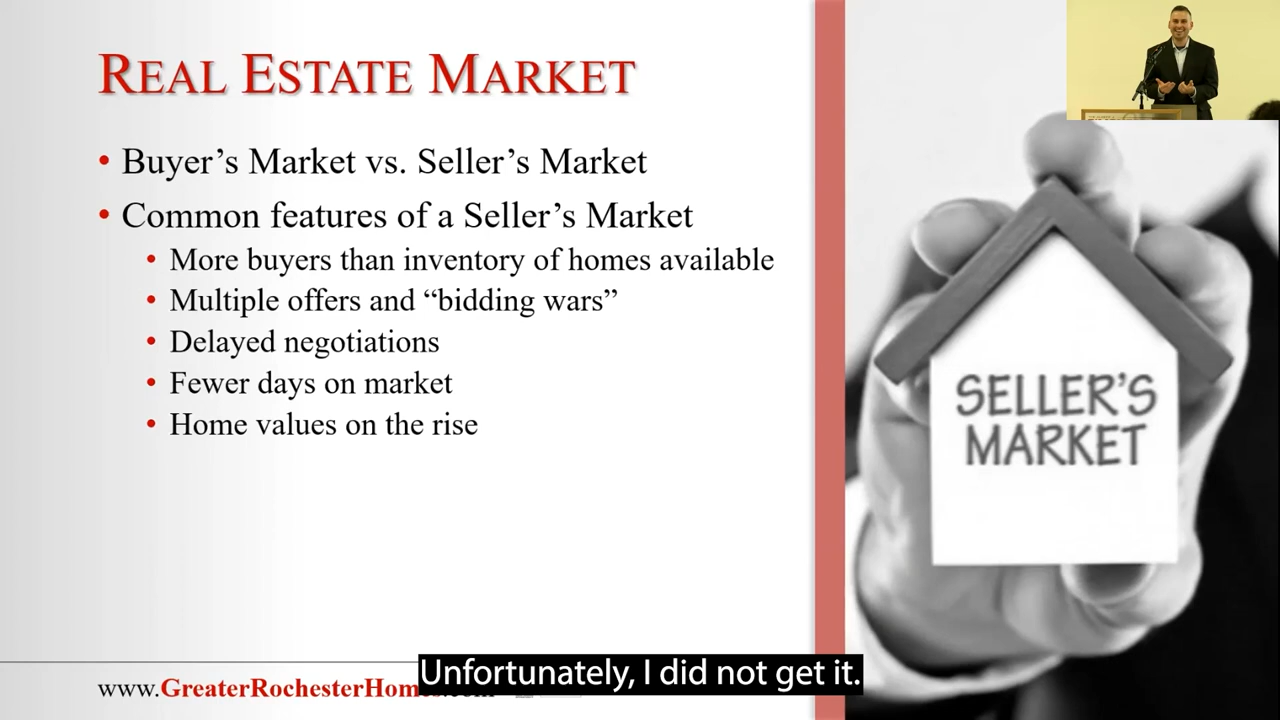 REAL ESTATE MARKET
• Buyer’s Market vs. Seller’s Market
• Common features of a Seller’s Market
• More buyers than inventory of homes available
• Multiple offers and “bidding wars”
• Delayed negotiations
• Fewer days on market
• Home values on the rise
SELLER’S
MARKET
Unfortunately, I did not get it.
www.GreaterRochesterHom